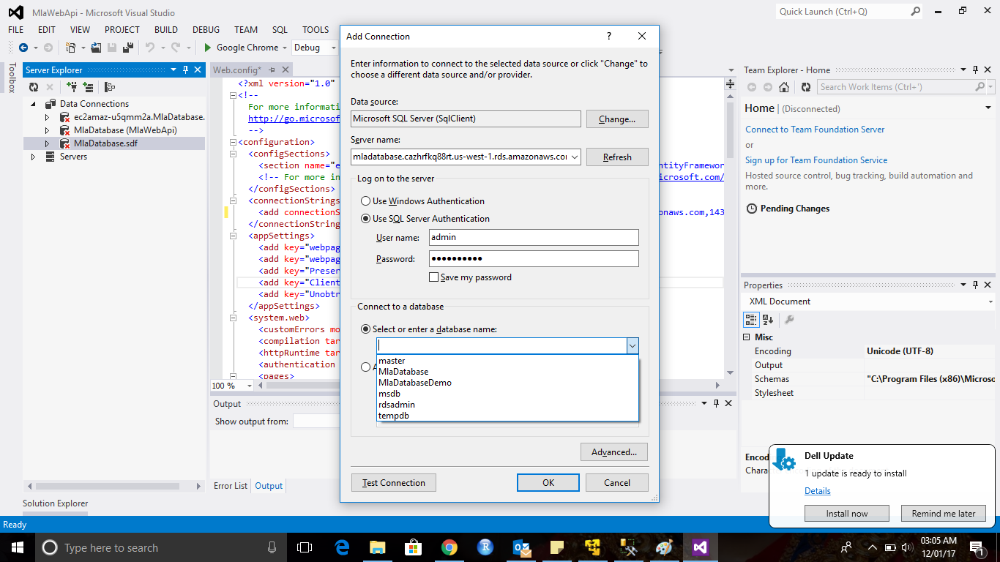 MlaWebApi - Microsoft Visual Studio
Quick Launch (Ctrl+Q)
FILE EDIT VIEW PROJECT BUILD DEBUG TEAM SQL TOOLS
Google Chrome
Debug
Toolbox
Server Explorer
Data Connections
ec2amaz-u5qmm2a.MlaDatabase.
MlaDatabase (MlaWebApi)
MlaDatabase.sdf
Servers
Solution Explorer
Web.config*
<?xml version="1.0"
<!--
For more informati
http://go.microsof
-->
<configuration>
<configSections>
<section name="e
ntityFramewor
<!-- For more in
icrosoft.com/
</configSections>
<connectionStrings
<add connectionS
onaws.com,143
</connectionString
<appSettings>
<add key="webpag
<add key="webpag
<add key="Preser
<add key="Client
<add key="Unobtr
</appSettings>
<system.web>
<customErrors mo
<compilation tar
<httpRuntime tar
<authentication
<pages>
100 %
Output
Show output from:
Error List
Output
Add Connection
?
Enter information to connect to the selected data source or click "Change" to
choose a different data source and/or provider.
Data source:
Microsoft SQL Server (SqlClient)
Change...
Server name:
mladatabase.cazhrfkq88rt.us-west-1.rds.amazonaws.co
Refresh
Log on to the server
Use Windows Authentication
Use SQL Server Authentication
User name:
admin
Password:
Save my password
Connect to a database
Select or enter a database name:
A
master
MlaDatabase
MlaDatabaseDemo
msdb
rdsadmin
tempdb
Advanced...
Test Connection
OK
Cancel
Team Explorer - Home
Search Work Items (Ctrl+')
Home | (Disconnected)
Connect to Team Foundation Server
or
Sign up for Team Foundation Service
Hosted source control, bug tracking, build automation and
more.
Pending Changes
Properties
XML Document
Misc
Encoding Unicode (UTF-8)
Output
Schemas "C:\Program Files (x86)\Microso
Stylesheet
Encod
Chara
Dell Update
1 update is ready to install
Details
Install now
Remind me later
Ready
Type here to search
03:05 AM
12/01/17
1